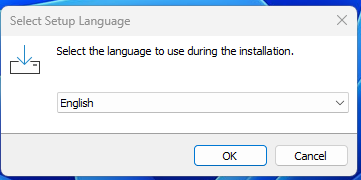 Select Setup Language
Select the language to use during the installation.
English
OK
Cancel